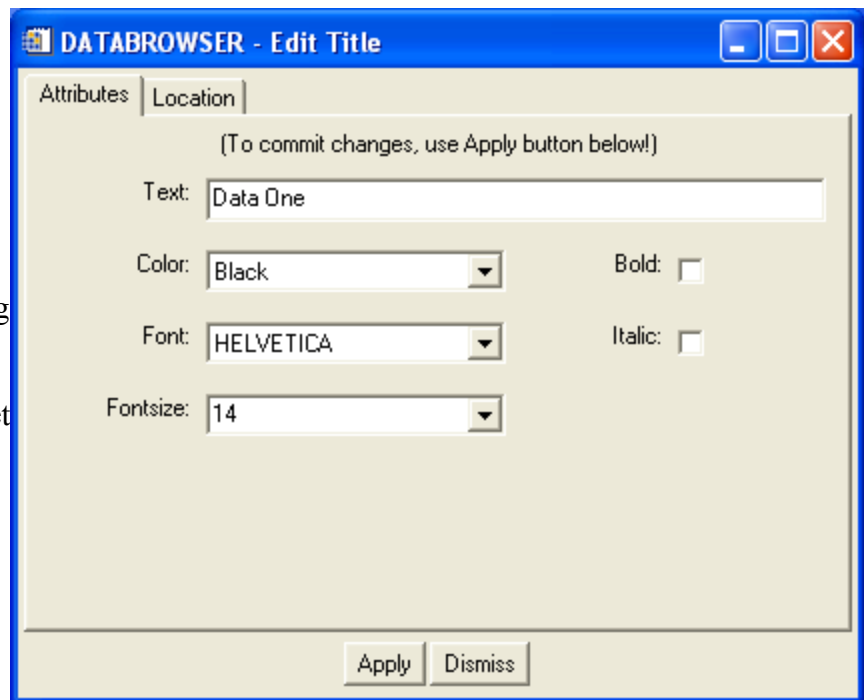 DATABROWSER - Edit Title
Attributes Location
(To commit changes, use Apply button below!)
Text: Data One
Color: Black Bold:
Font: HELVETICA Italic:
Fontsize: 14
Apply Dismiss